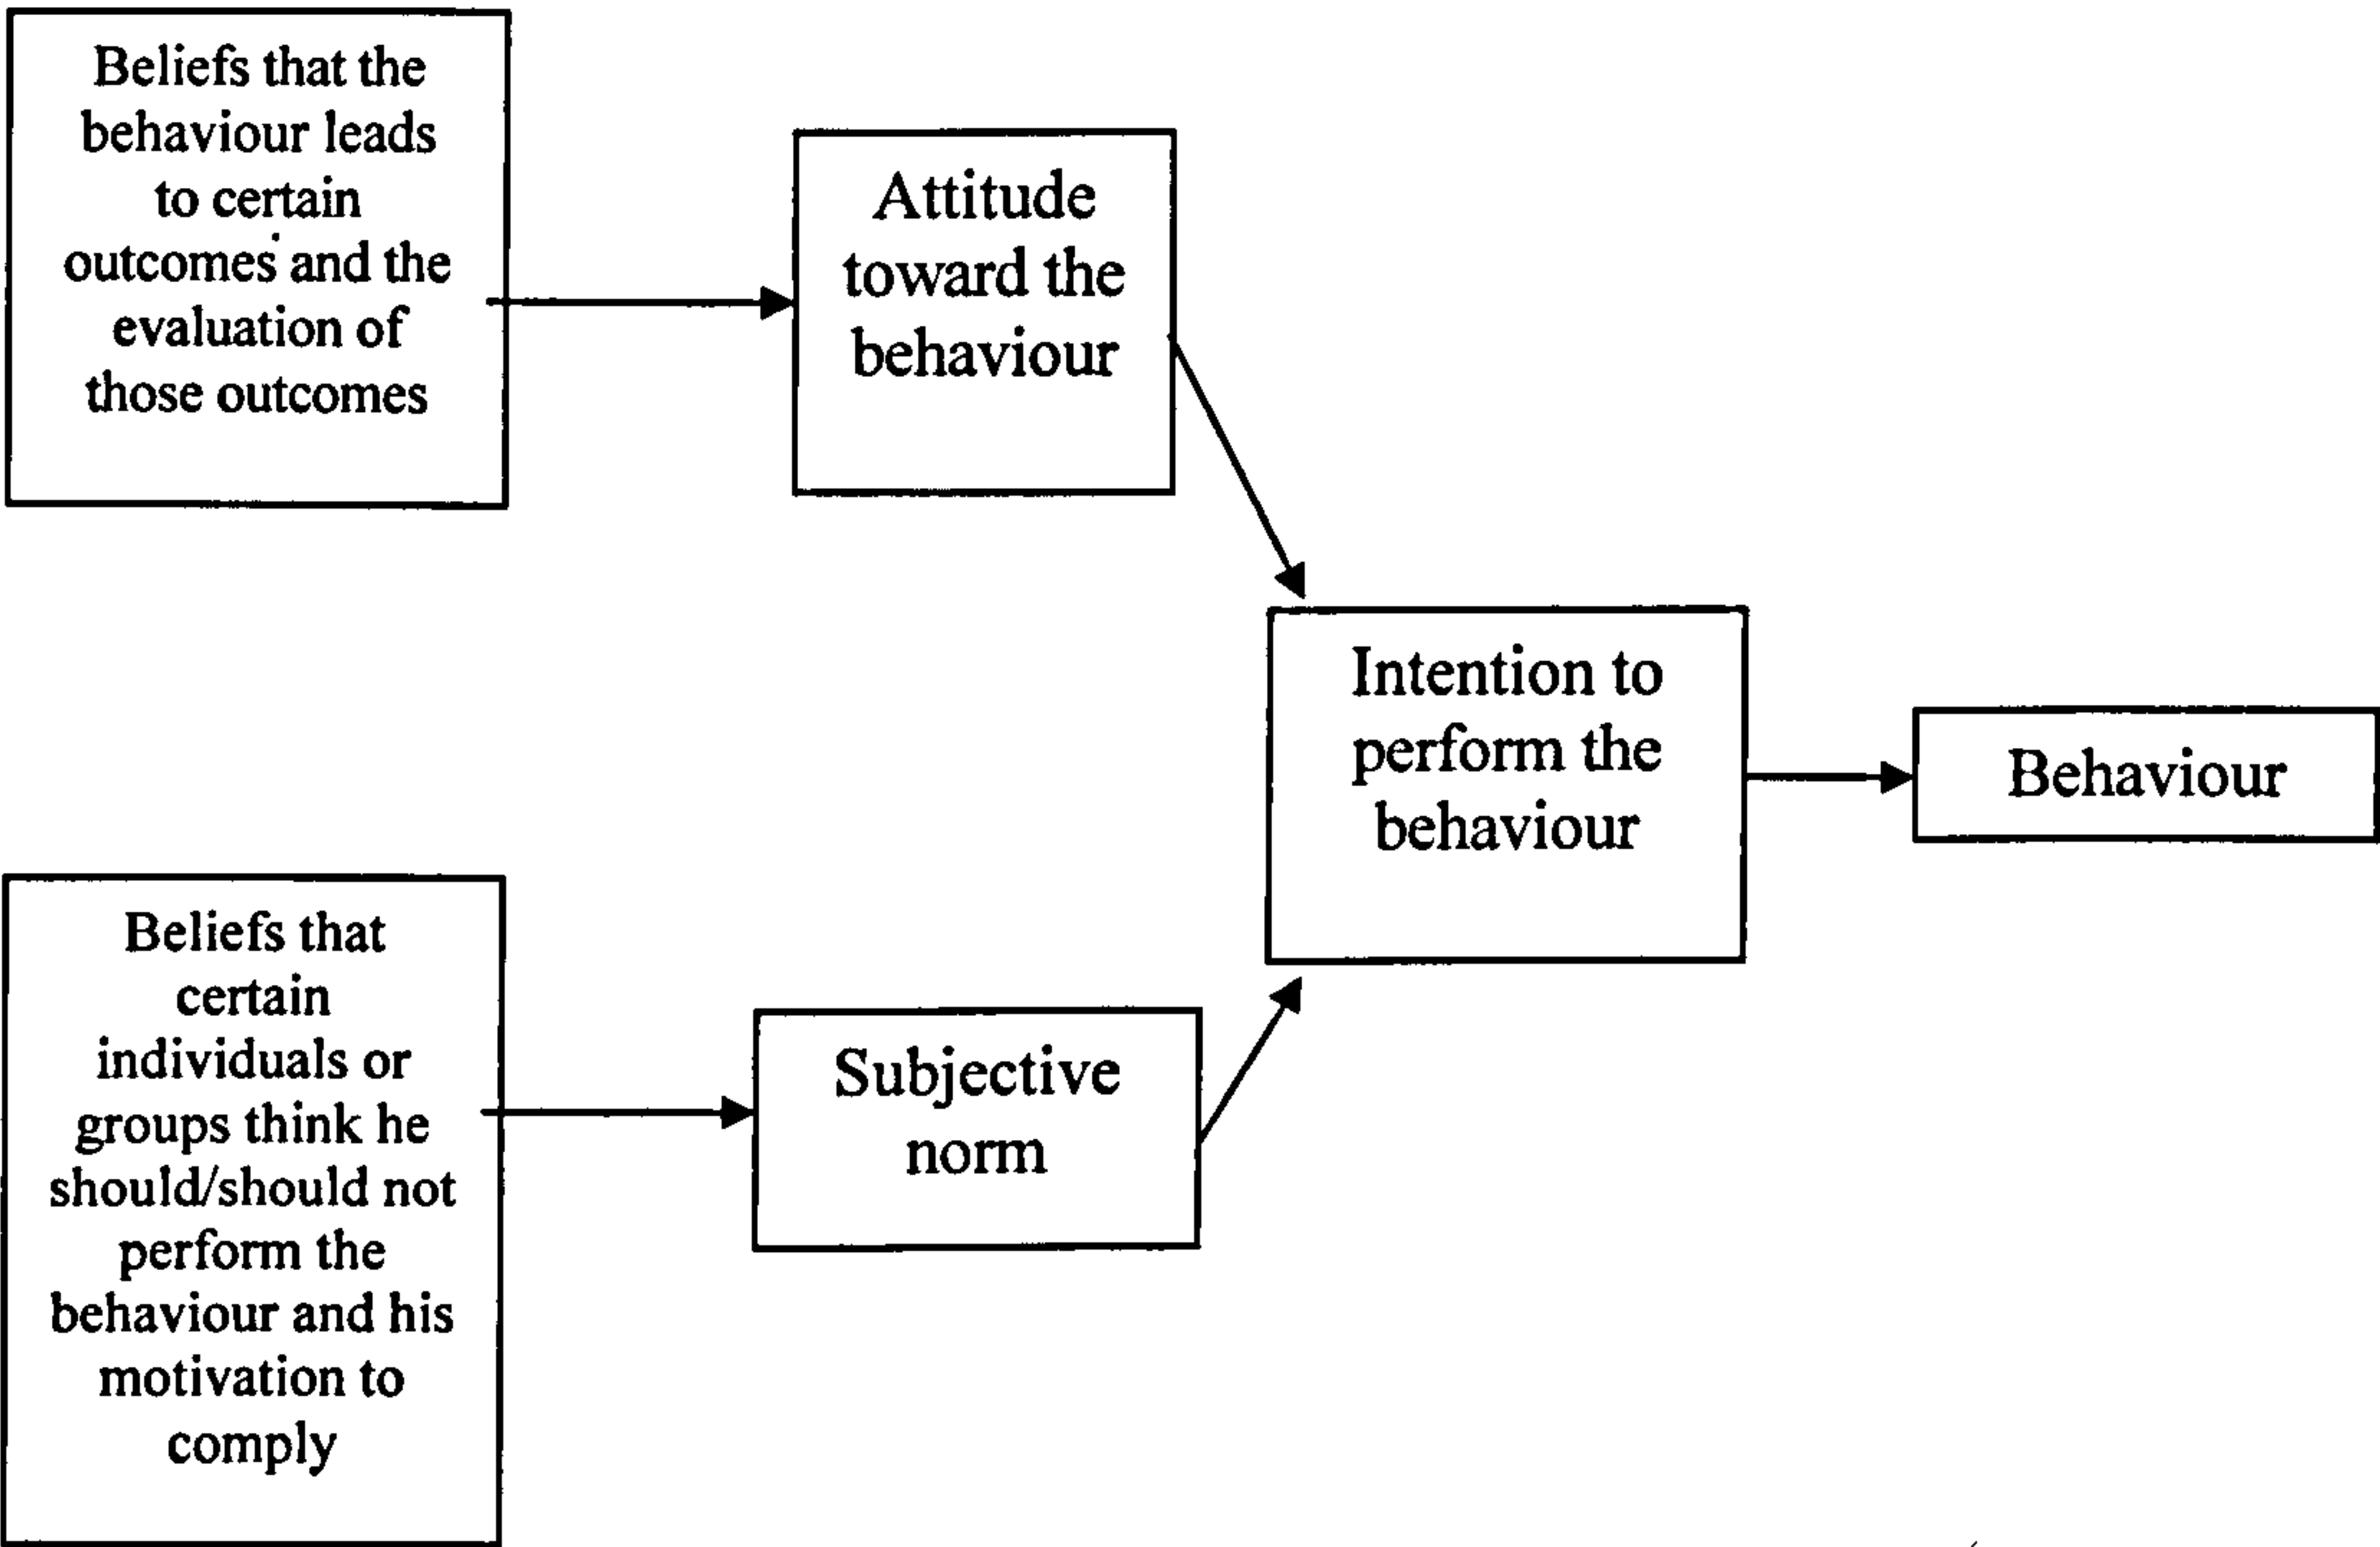 Beliefs that the
behaviour leads
to certain
outcomes and the
evaluation of
those outcomes
Attitude
toward the
behaviour
Intention to
perform the
behaviour
Behaviour
Beliefs that
certain
individuals or
groups think he
should/should not
perform the
behaviour and his
motivation to
comply
Subjective
norm